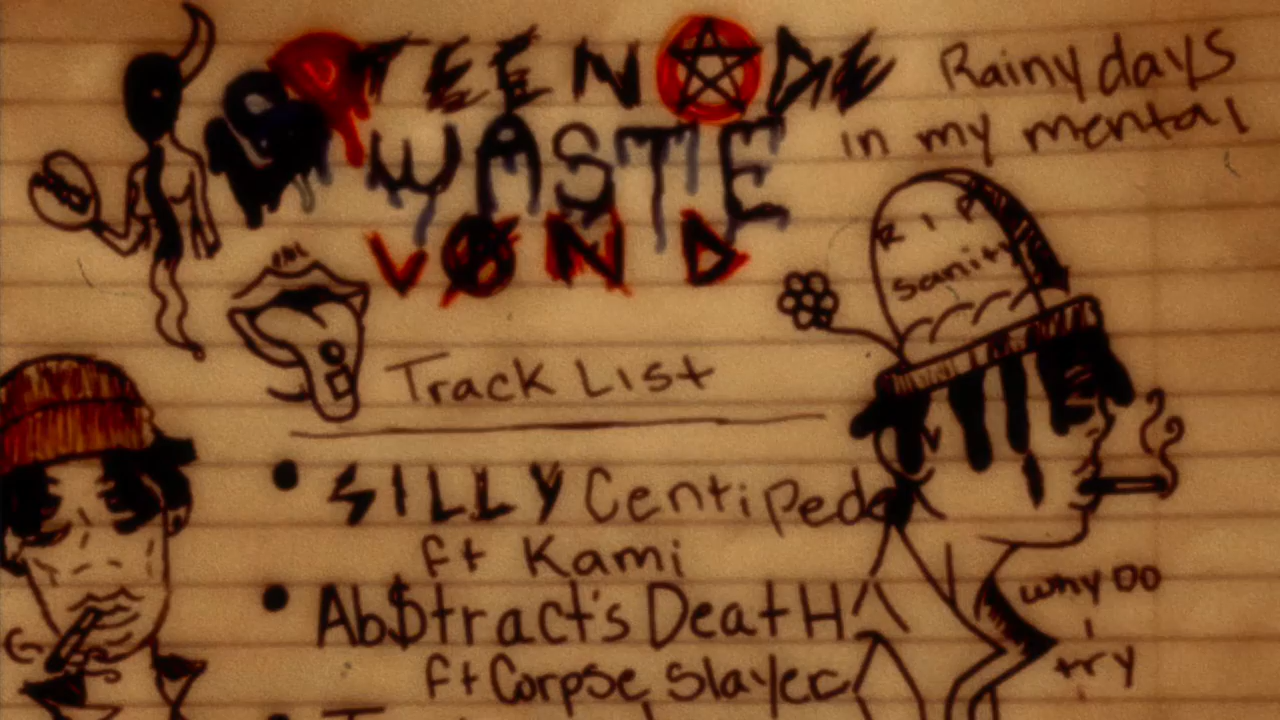 TEEN DIE
Rainy days
WASTE
in my mental
VOND
RIP
Sanity
Track List
SILLY Centipede
ft Kami
Ab$tract's DeatH
ft Corpse Slayer
why do
I
try